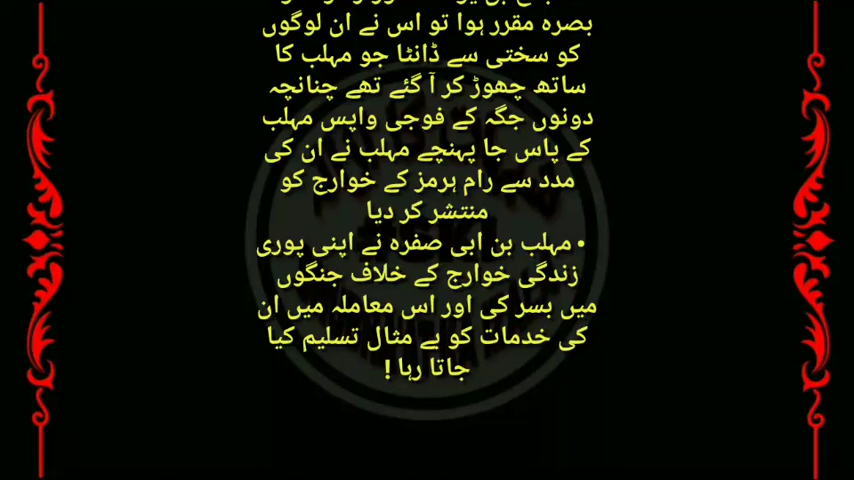 بصرہ مقرر ہوا تو اس نے ان لوگوں
کو سختی سے ڈانٹا جو مہلب کا
ساتھ چھوڑ کر آ گئے تھے چنانچہ
دونوں جگہ کے فوجی واپس مہلب
کے پاس جا پہنچے مہلب نے ان کی
مدد سے رام ہرمز کے خوارج کو
منتشر کر دیا
• مہلب بن ابی صفرہ نے اپنی پوری
زندگی خوارج کے خلاف جنگوں
میں بسر کی اور اس معاملہ میں ان
کی خدمات کو بے مثال تسلیم کیا
جاتا رہا !